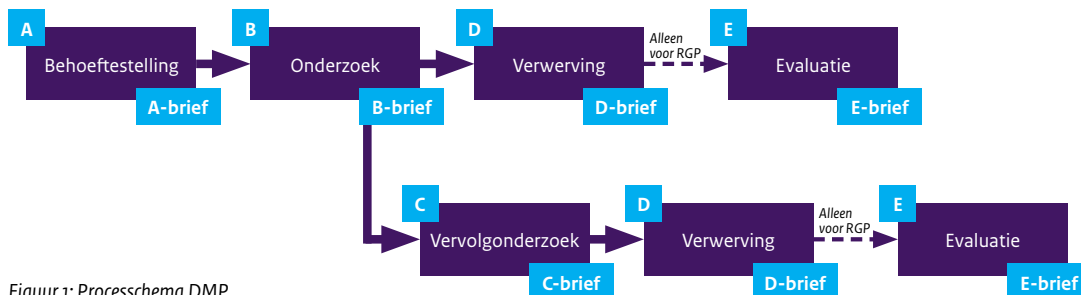 A
Behoeftestelling
A-brief
B
Onderzoek
B-brief
D
Verwerving
D-brief
Alleen
voor RGP
E
Evaluatie
E-brief
C
Vervolgonderzoek
C-brief
D
Verwerving
D-brief
Alleen
voor RGP
E
Evaluatie
E-brief
Figuur 1: Processchema DMP